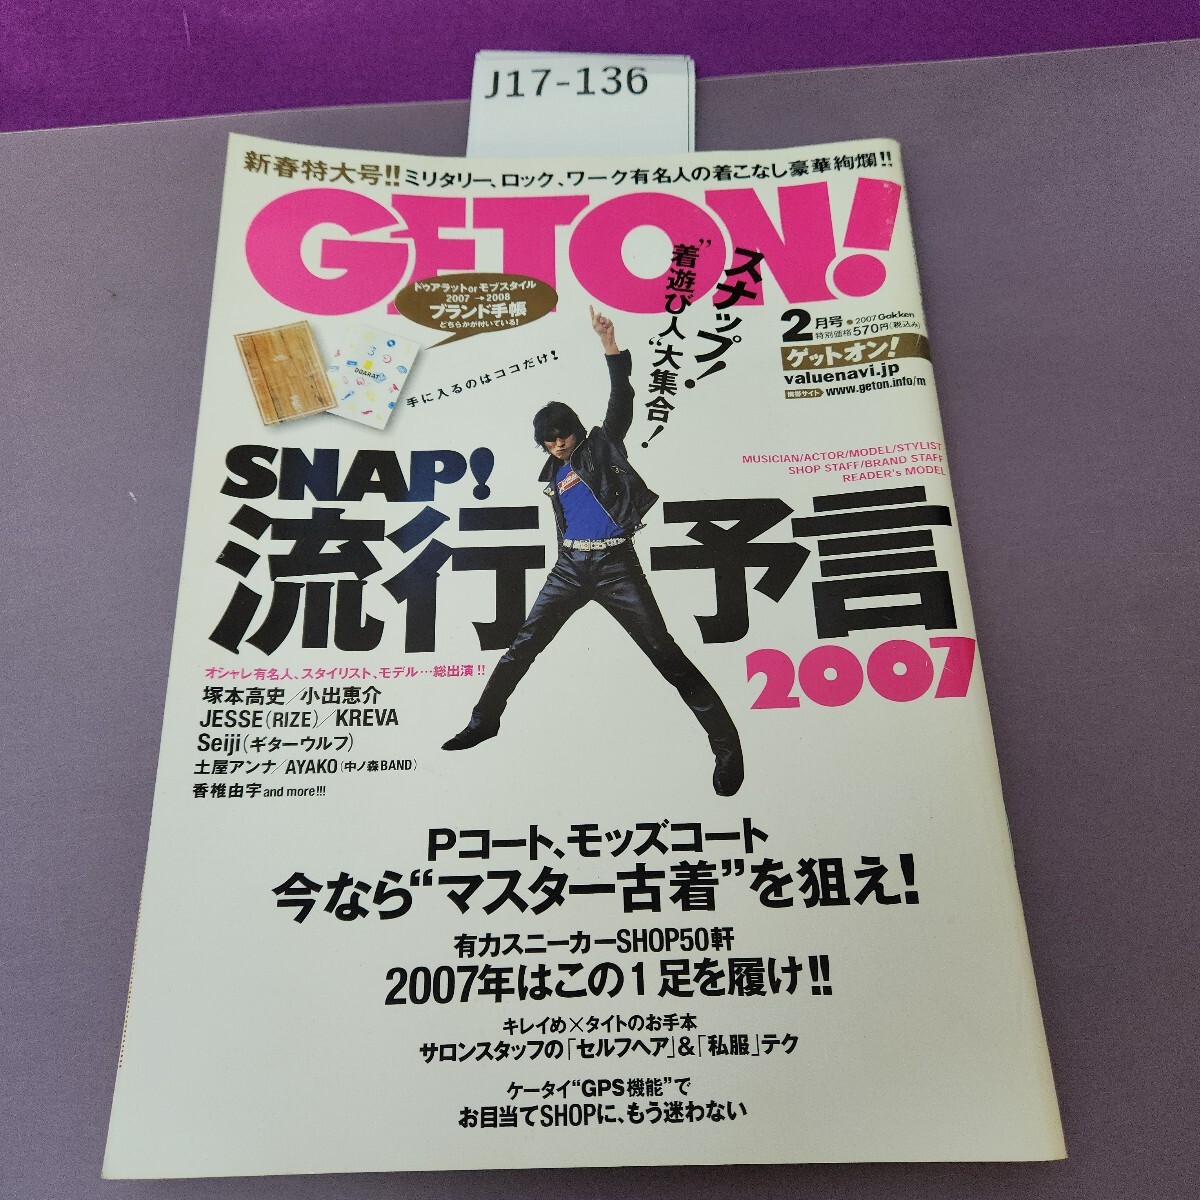 J17-136
新春特大号!!ミリタリー、ロック、ワーク有名人の着こなし豪華絢爛!!
GETON!
ドゥアラットorモブスタイル
2007→2008
ブランド手帳
どちらかが付いている!
手に入るのはココだけ!
スナップ!
"着遊び人"大集合!
2月号 ●2007 Gakken
特別価格570円(税込み)
ゲットオン!
valuenavi.jp
携帯サイト www.geton.info/m
MUSICIAN/ACTOR/MODEL/STYLIST
SHOP STAFF/BRAND STAFF
READER's MODEL
SNAP!
流行予言
2007
オシャレ有名人、スタイリスト、モデル…総出演!!
塚本高史/小出恵介
JESSE(RIZE)/KREVA
Seiji(ギターウルフ)
土屋アンナ/AYAKO(中ノ森BAND)
香椎由宇 and more!!!
Pコート、モッズコート
今なら"マスター古着"を狙え!
有力スニーカーSHOP50軒
2007年はこの1足を履け!!
キレイめ×タイトのお手本
サロンスタッフの「セルフヘア」&「私服」テク
ケータイ"GPS機能"で
お目当てSHOPに、もう迷わない